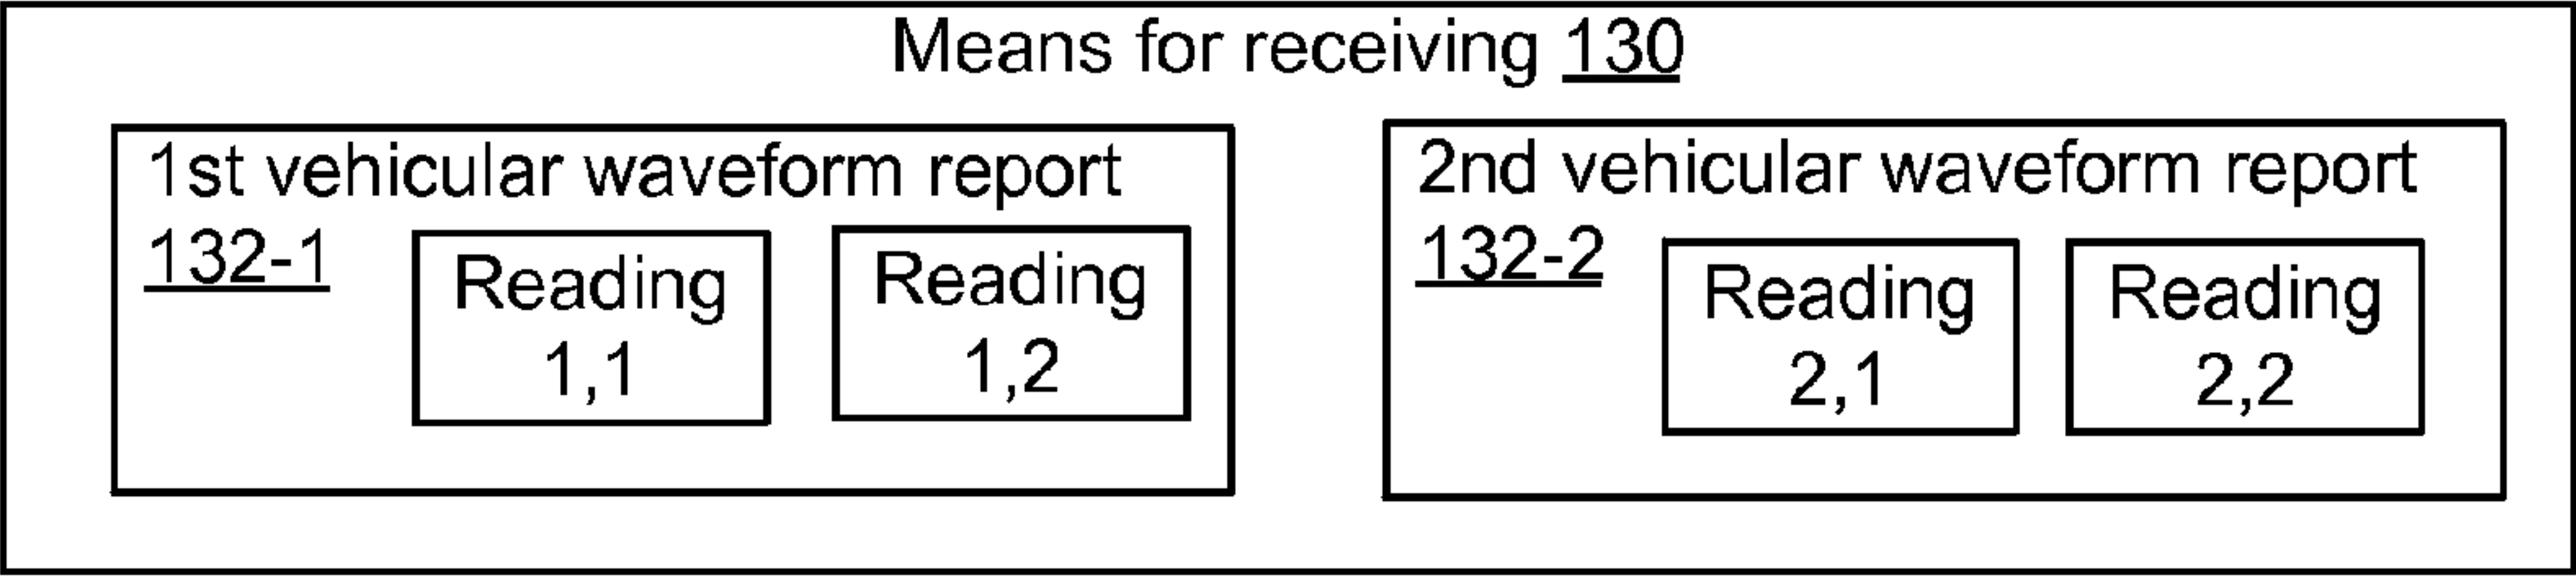 Means for receiving 130
1st vehicular waveform report
132-1
Reading
1,1
Reading
1,2
2nd vehicular waveform report
132-2
Reading
2,1
Reading
2,2